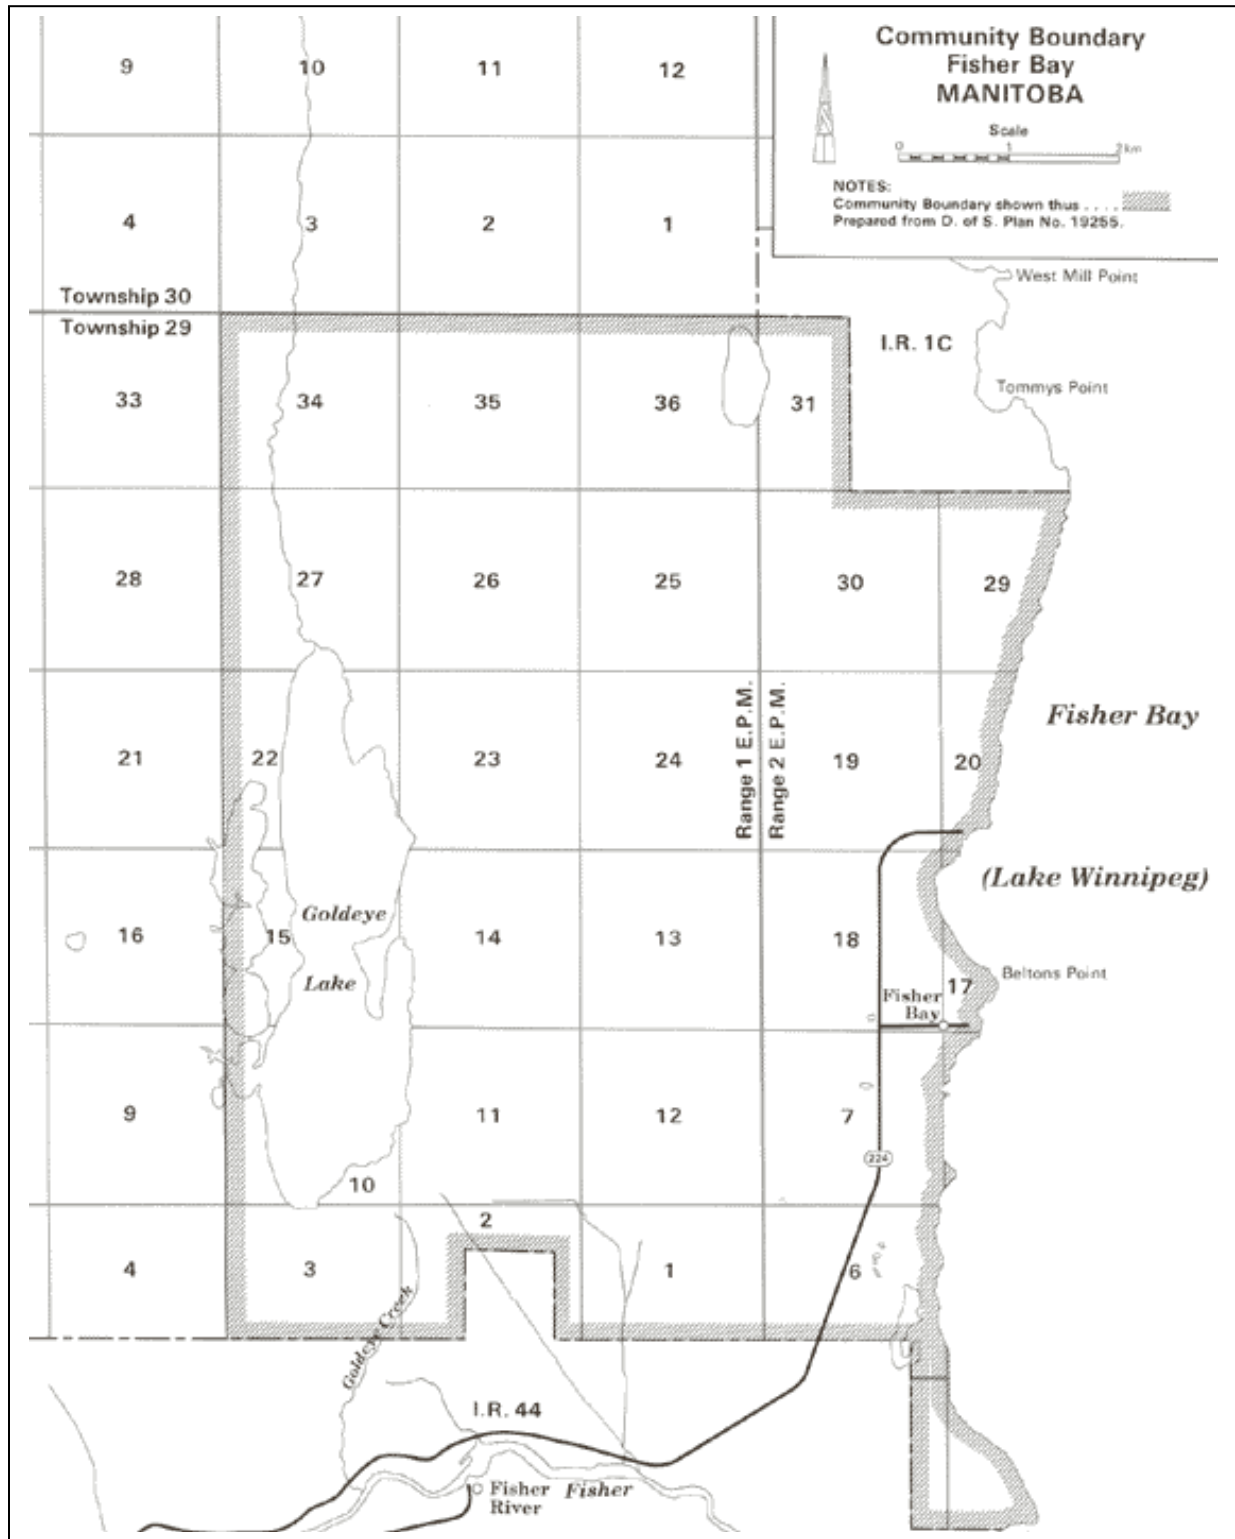 Community Boundary
Fisher Bay
MANITOBA
Scale
0 1 2 km
NOTES:
Community Boundary shown thus . . . .
Prepared from D. of S. Plan No. 19255.
9 10 11 12
4 3 2 1
West Mill Point
Township 30
Township 29
I.R. 1C
Tommys Point
33 34 35 36 31
28 27 26 25 30 29
Range 1 E.P.M.
Range 2 E.P.M.
Fisher Bay
21 22 23 24 19 20
(Lake Winnipeg)
Goldeye
16 15 14 13 18
Lake
Beltons Point
17
Fisher
Bay
9 11 12 7
224
10
2
4 3 1 6
Goldeye Creek
I.R. 44
Fisher
River
Fisher